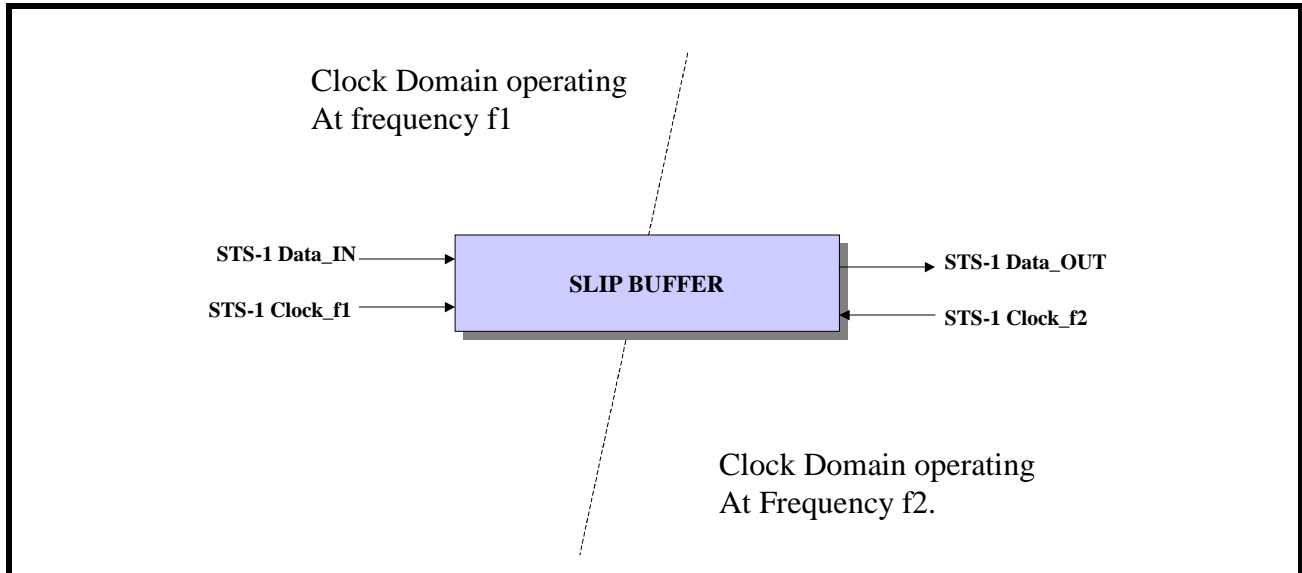 Clock Domain operating
At frequency f1
STS-1 Data_IN
STS-1 Clock_f1
SLIP BUFFER
STS-1 Data_OUT
STS-1 Clock_f2
Clock Domain operating
At Frequency f2.